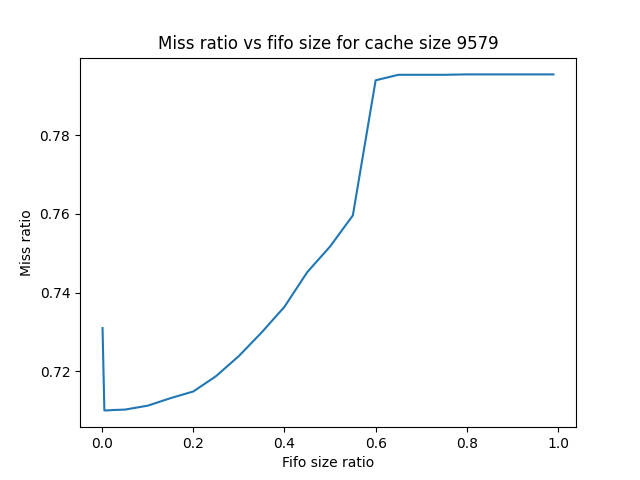 Miss ratio vs fifo size for cache size 9579
0.78
0.76
0.74
0.72
Miss ratio
0.0 0.2 0.4 0.6 0.8 1.0
Fifo size ratio